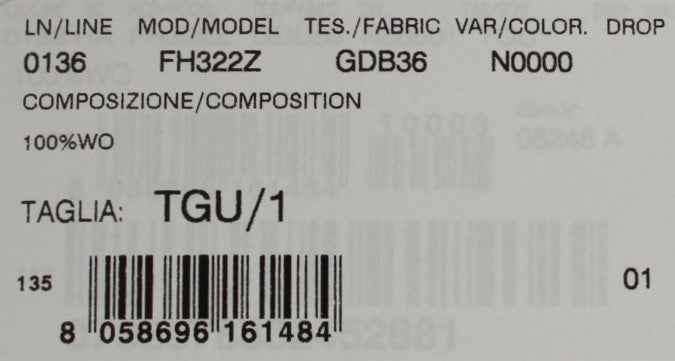 LN/LINE MOD/MODEL TES./FABRIC VAR/COLOR. DROP
0136 FH322Z GDB36 N0000
COMPOSIZIONE/COMPOSITION
100%WO
TAGLIA: TGU/1
135
01
8 058696 161484